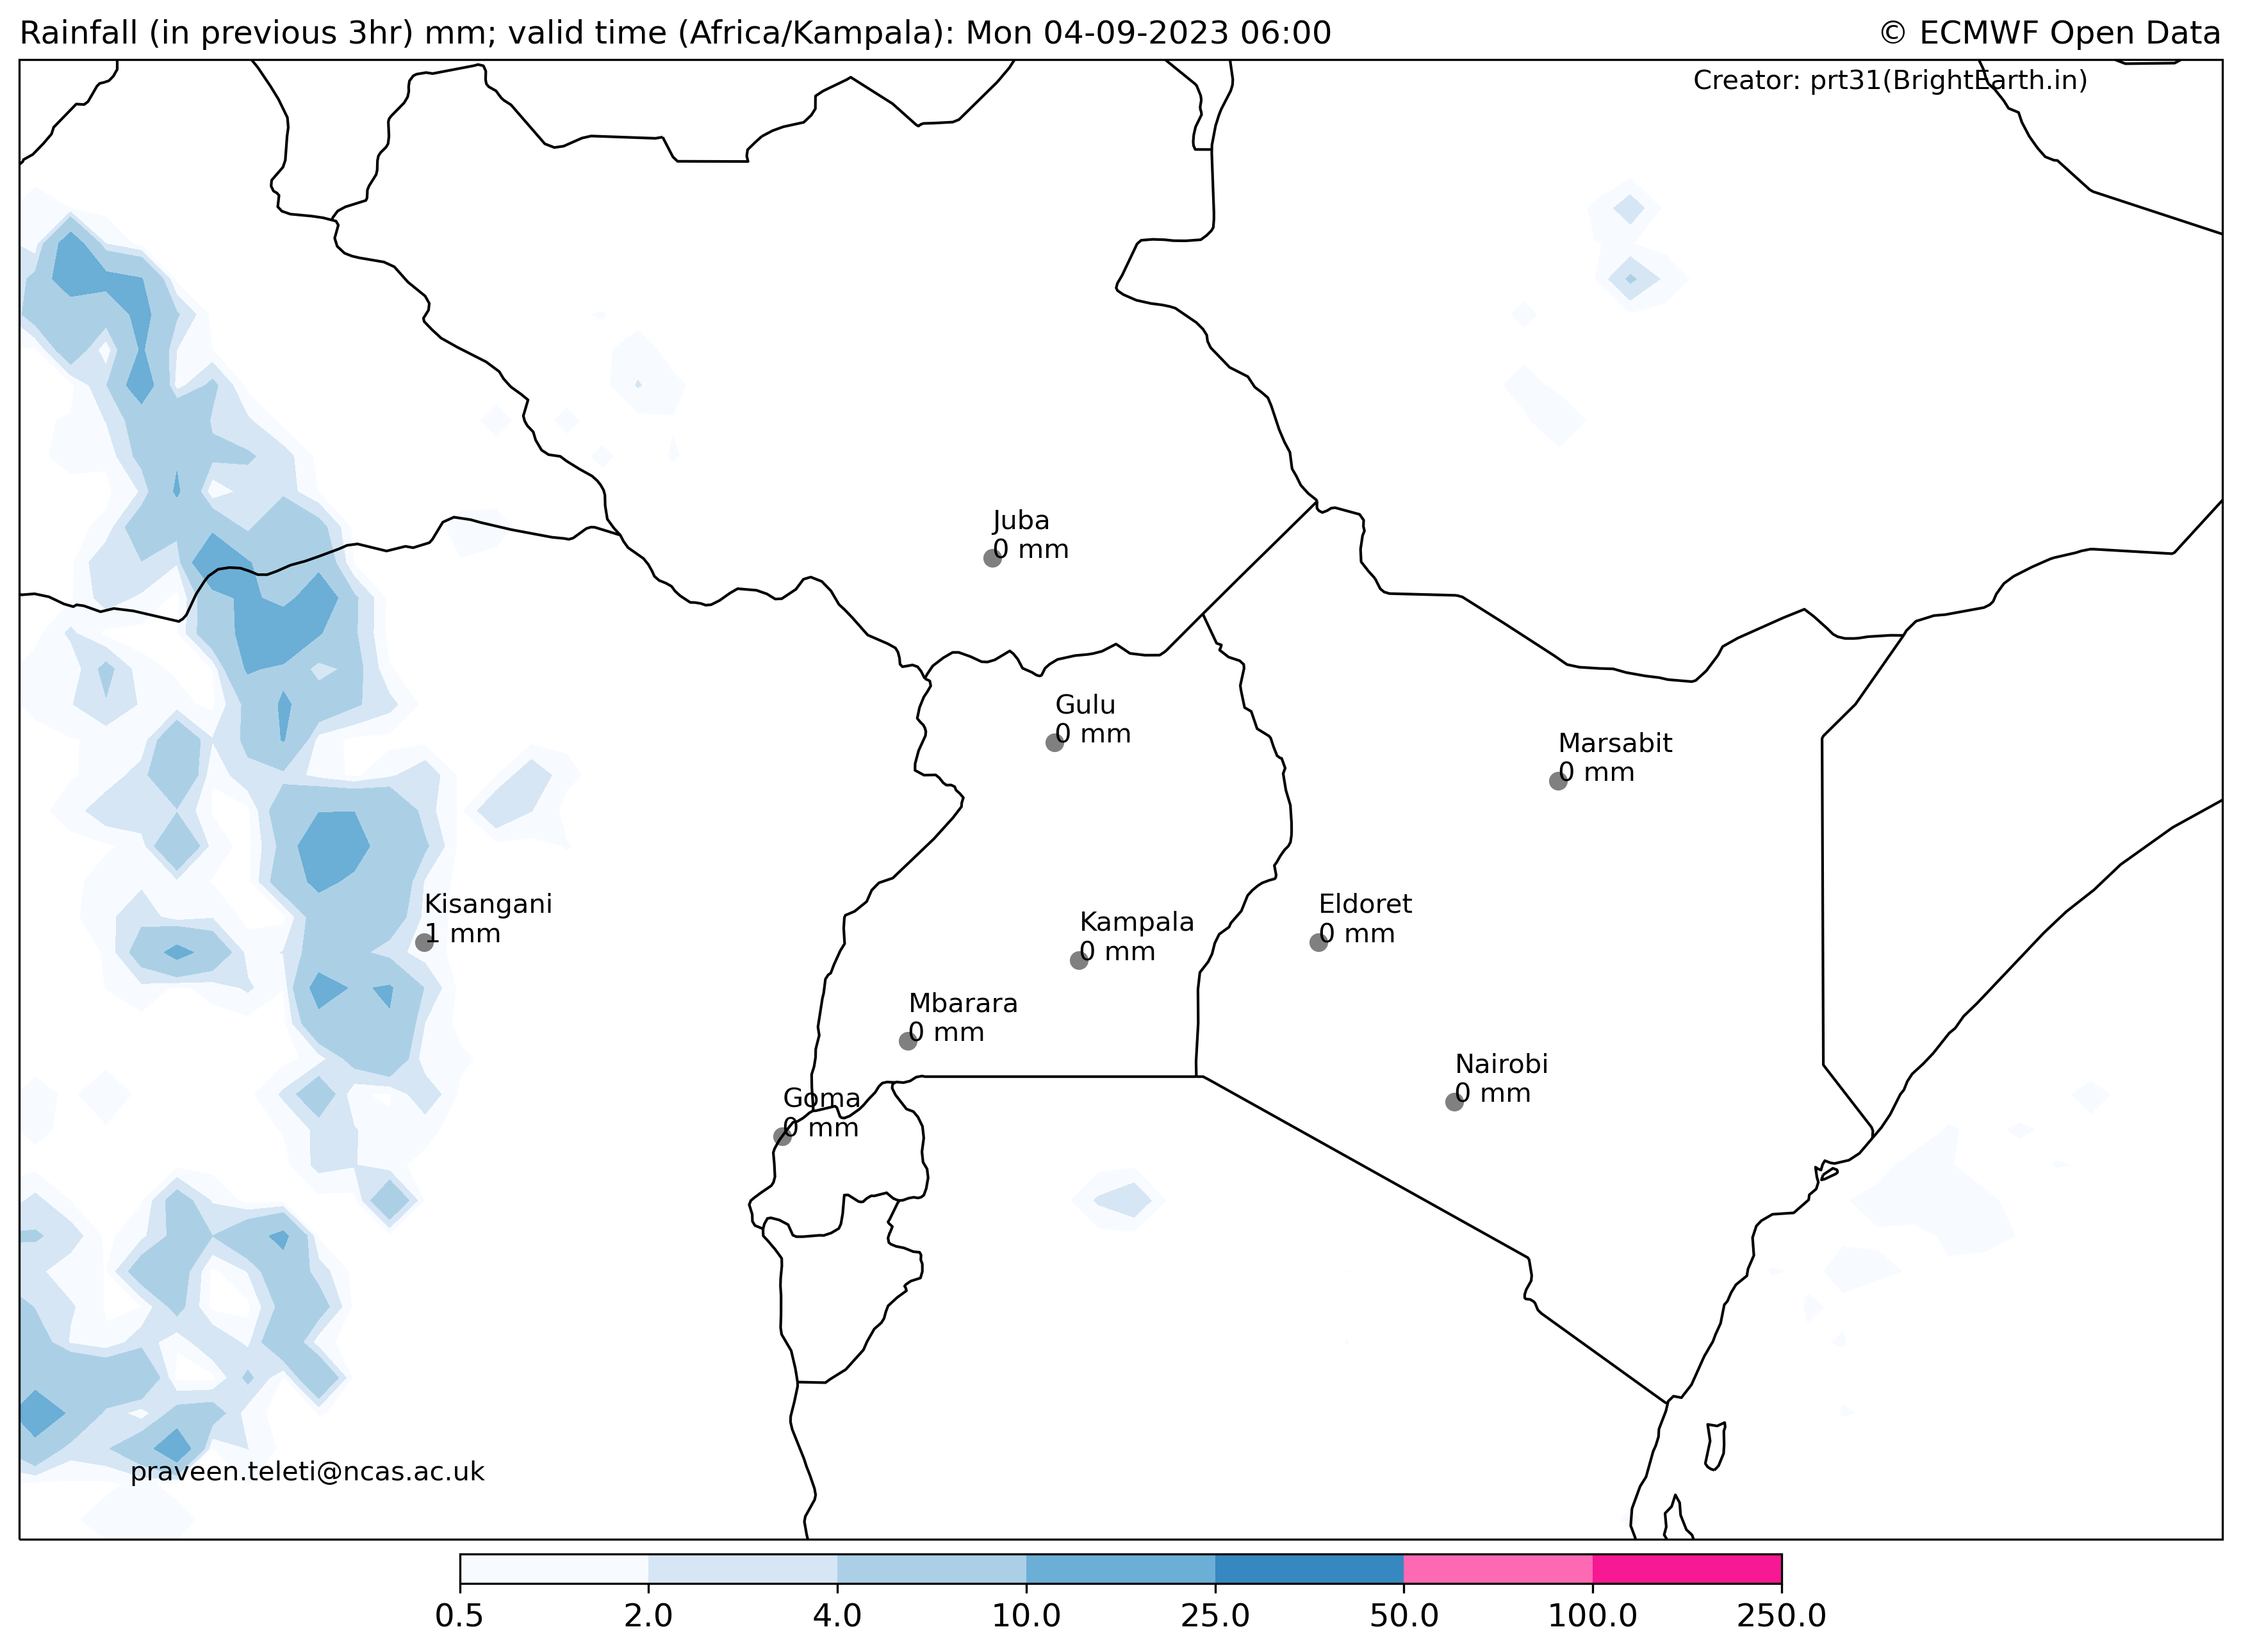 Rainfall (in previous 3hr) mm; valid time (Africa/Kampala): Mon 04-09-2023 06:00
© ECMWF Open Data
Creator: prt31(BrightEarth.in)
Juba
0 mm
Gulu
0 mm
Marsabit
0 mm
Kisangani
1 mm
Kampala
0 mm
Eldoret
0 mm
Mbarara
0 mm
Nairobi
0 mm
Goma
0 mm
praveen.teleti@ncas.ac.uk
0.5 2.0 4.0 10.0 25.0 50.0 100.0 250.0